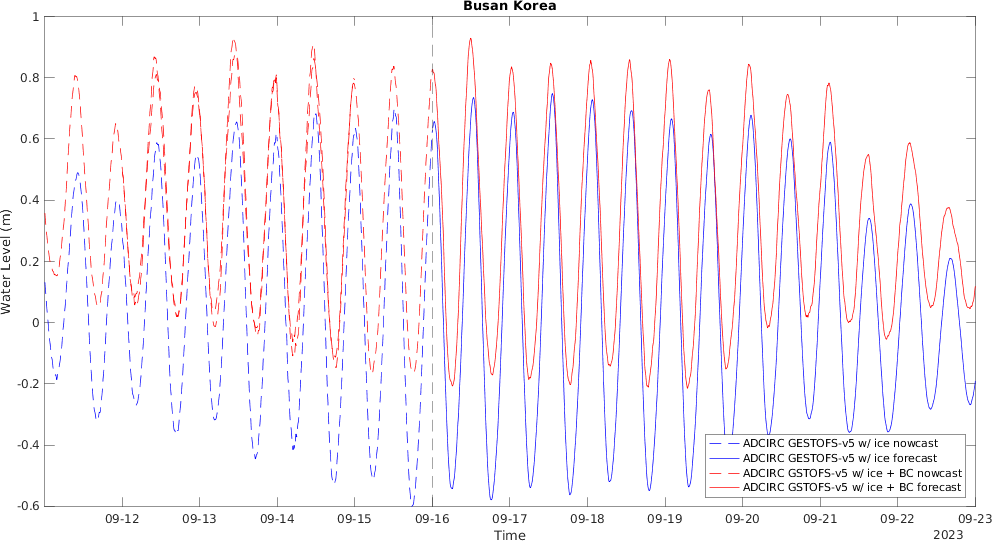 Busan Korea
1
0.8
0.6
0.4
0.2
0
-0.2
-0.4
-0.6
Water Level (m)
ADCIRC GESTOFS-v5 w/ ice nowcast
ADCIRC GESTOFS-v5 w/ ice forecast
ADCIRC GSTOFS-v5 w/ ice + BC nowcast
ADCIRC GSTOFS-v5 w/ ice + BC forecast
09-12 09-13 09-14 09-15 09-16 09-17 09-18 09-19 09-20 09-21 09-22 09-23
Time
2023